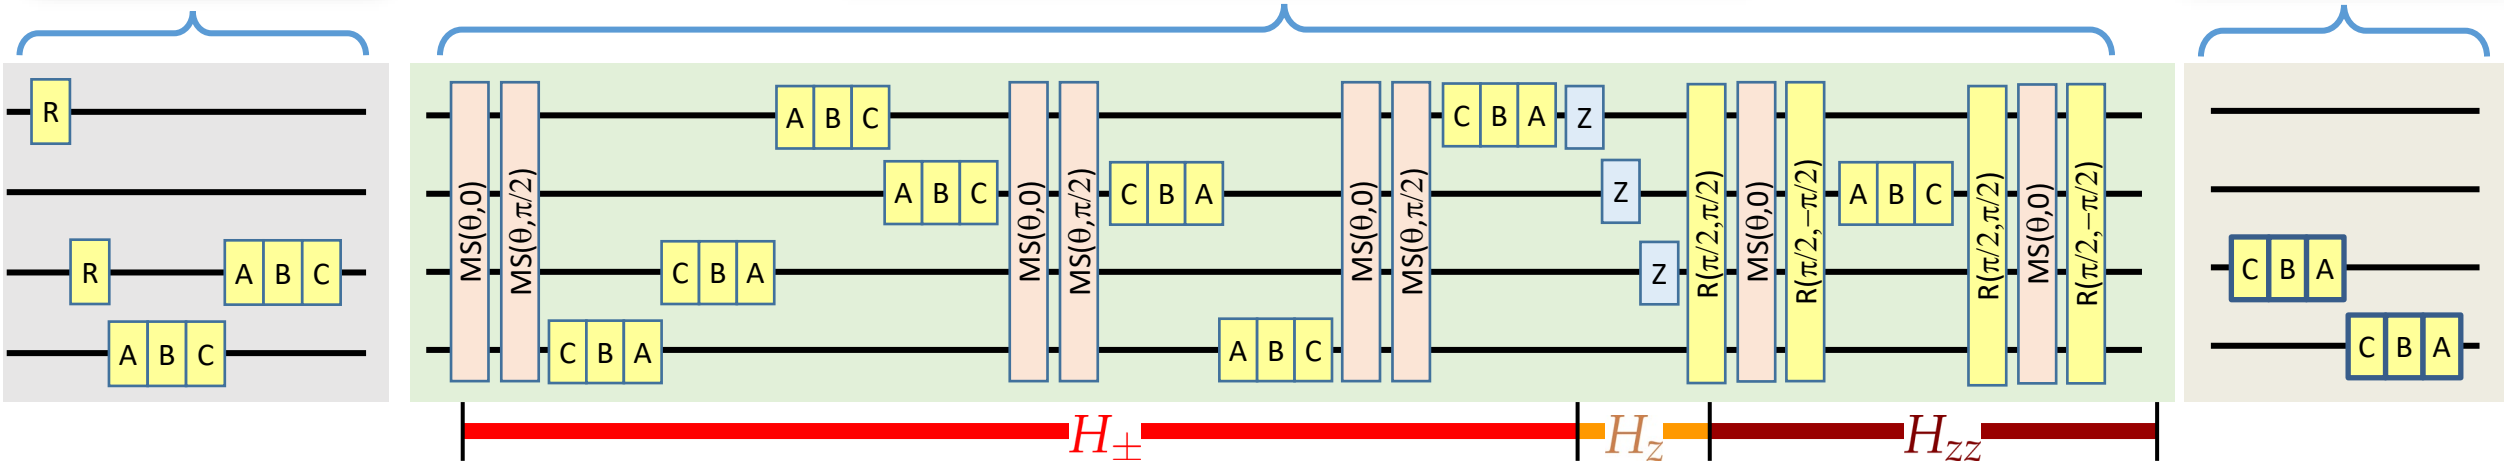 R
R A B C
A B C
MS(θ,0) MS(θ,π/2) A B C MS(θ,0) MS(θ,π/2) MS(θ,0) MS(θ,π/2) C B A Z R(π/2,π/2) MS(θ,0) R(π/2,−π/2) R(π/2,π/2) MS(θ,0) R(π/2,−π/2)
A B C C B A Z A B C
C B A Z
C B A A B C
C B A
C B A
H± Hz Hzz